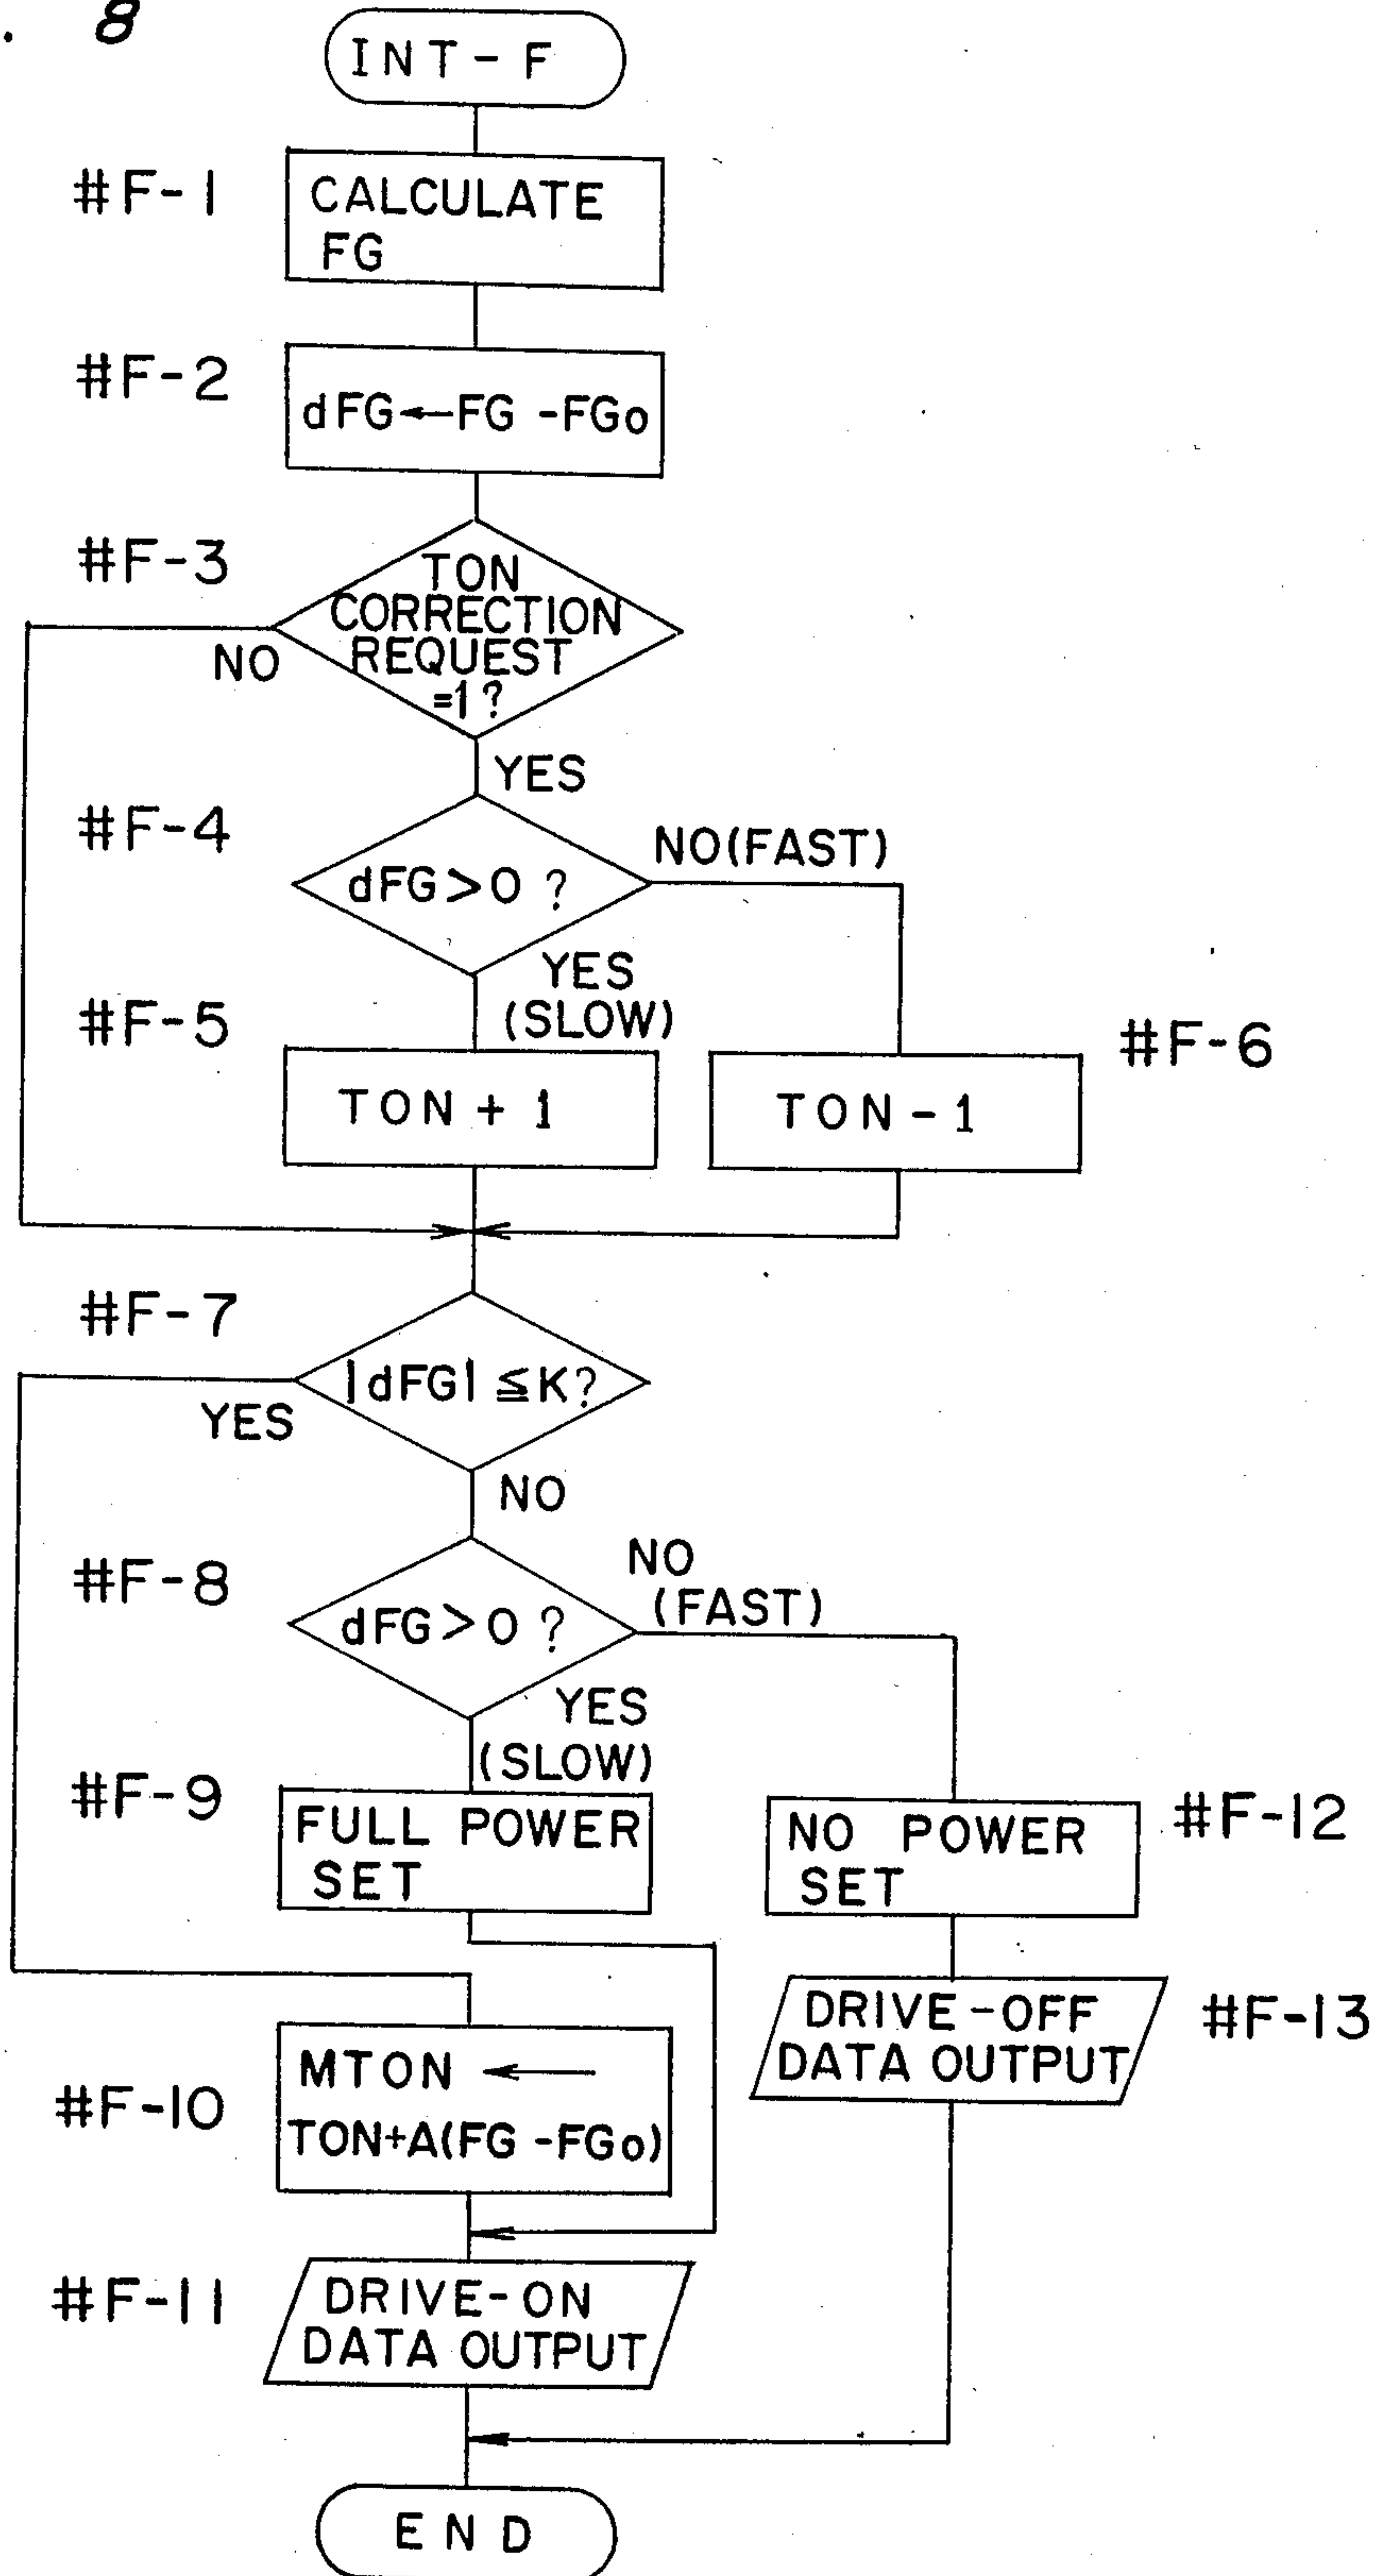 . 8
INT-F
#F-1
CALCULATE
FG
#F-2
dFG←FG-FGo
#F-3
TON
CORRECTION
REQUEST
=1?
NO
YES
#F-4
dFG>0 ?
NO(FAST)
YES
(SLOW)
#F-5
TON + 1
#F-6
TON - 1
#F-7
|dFG| ≦K?
YES
NO
#F-8
dFG>0 ?
NO
(FAST)
YES
(SLOW)
#F-9
FULL POWER
SET
#F-12
NO POWER
SET
#F-13
DRIVE-OFF
DATA OUTPUT
#F-10
MTON ←
TON+A(FG-FGo)
#F-11
DRIVE-ON
DATA OUTPUT
END